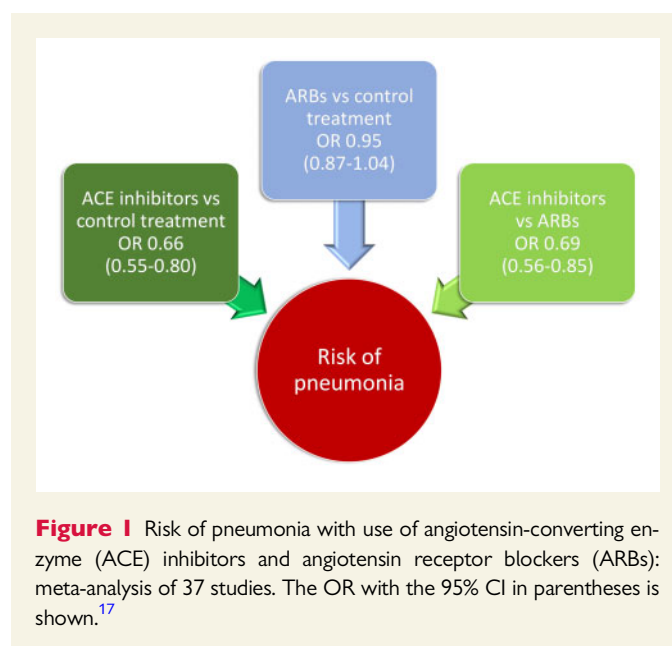 ARBs vs control
treatment
OR 0.95
(0.87-1.04)
ACE inhibitors vs
control treatment
OR 0.66
(0.55-0.80)
ACE inhibitors
vs ARBs
OR 0.69
(0.56-0.85)
Risk of
pneumonia
Figure 1 Risk of pneumonia with use of angiotensin-converting en-
zyme (ACE) inhibitors and angiotensin receptor blockers (ARBs):
meta-analysis of 37 studies. The OR with the 95% CI in parentheses is
shown.17